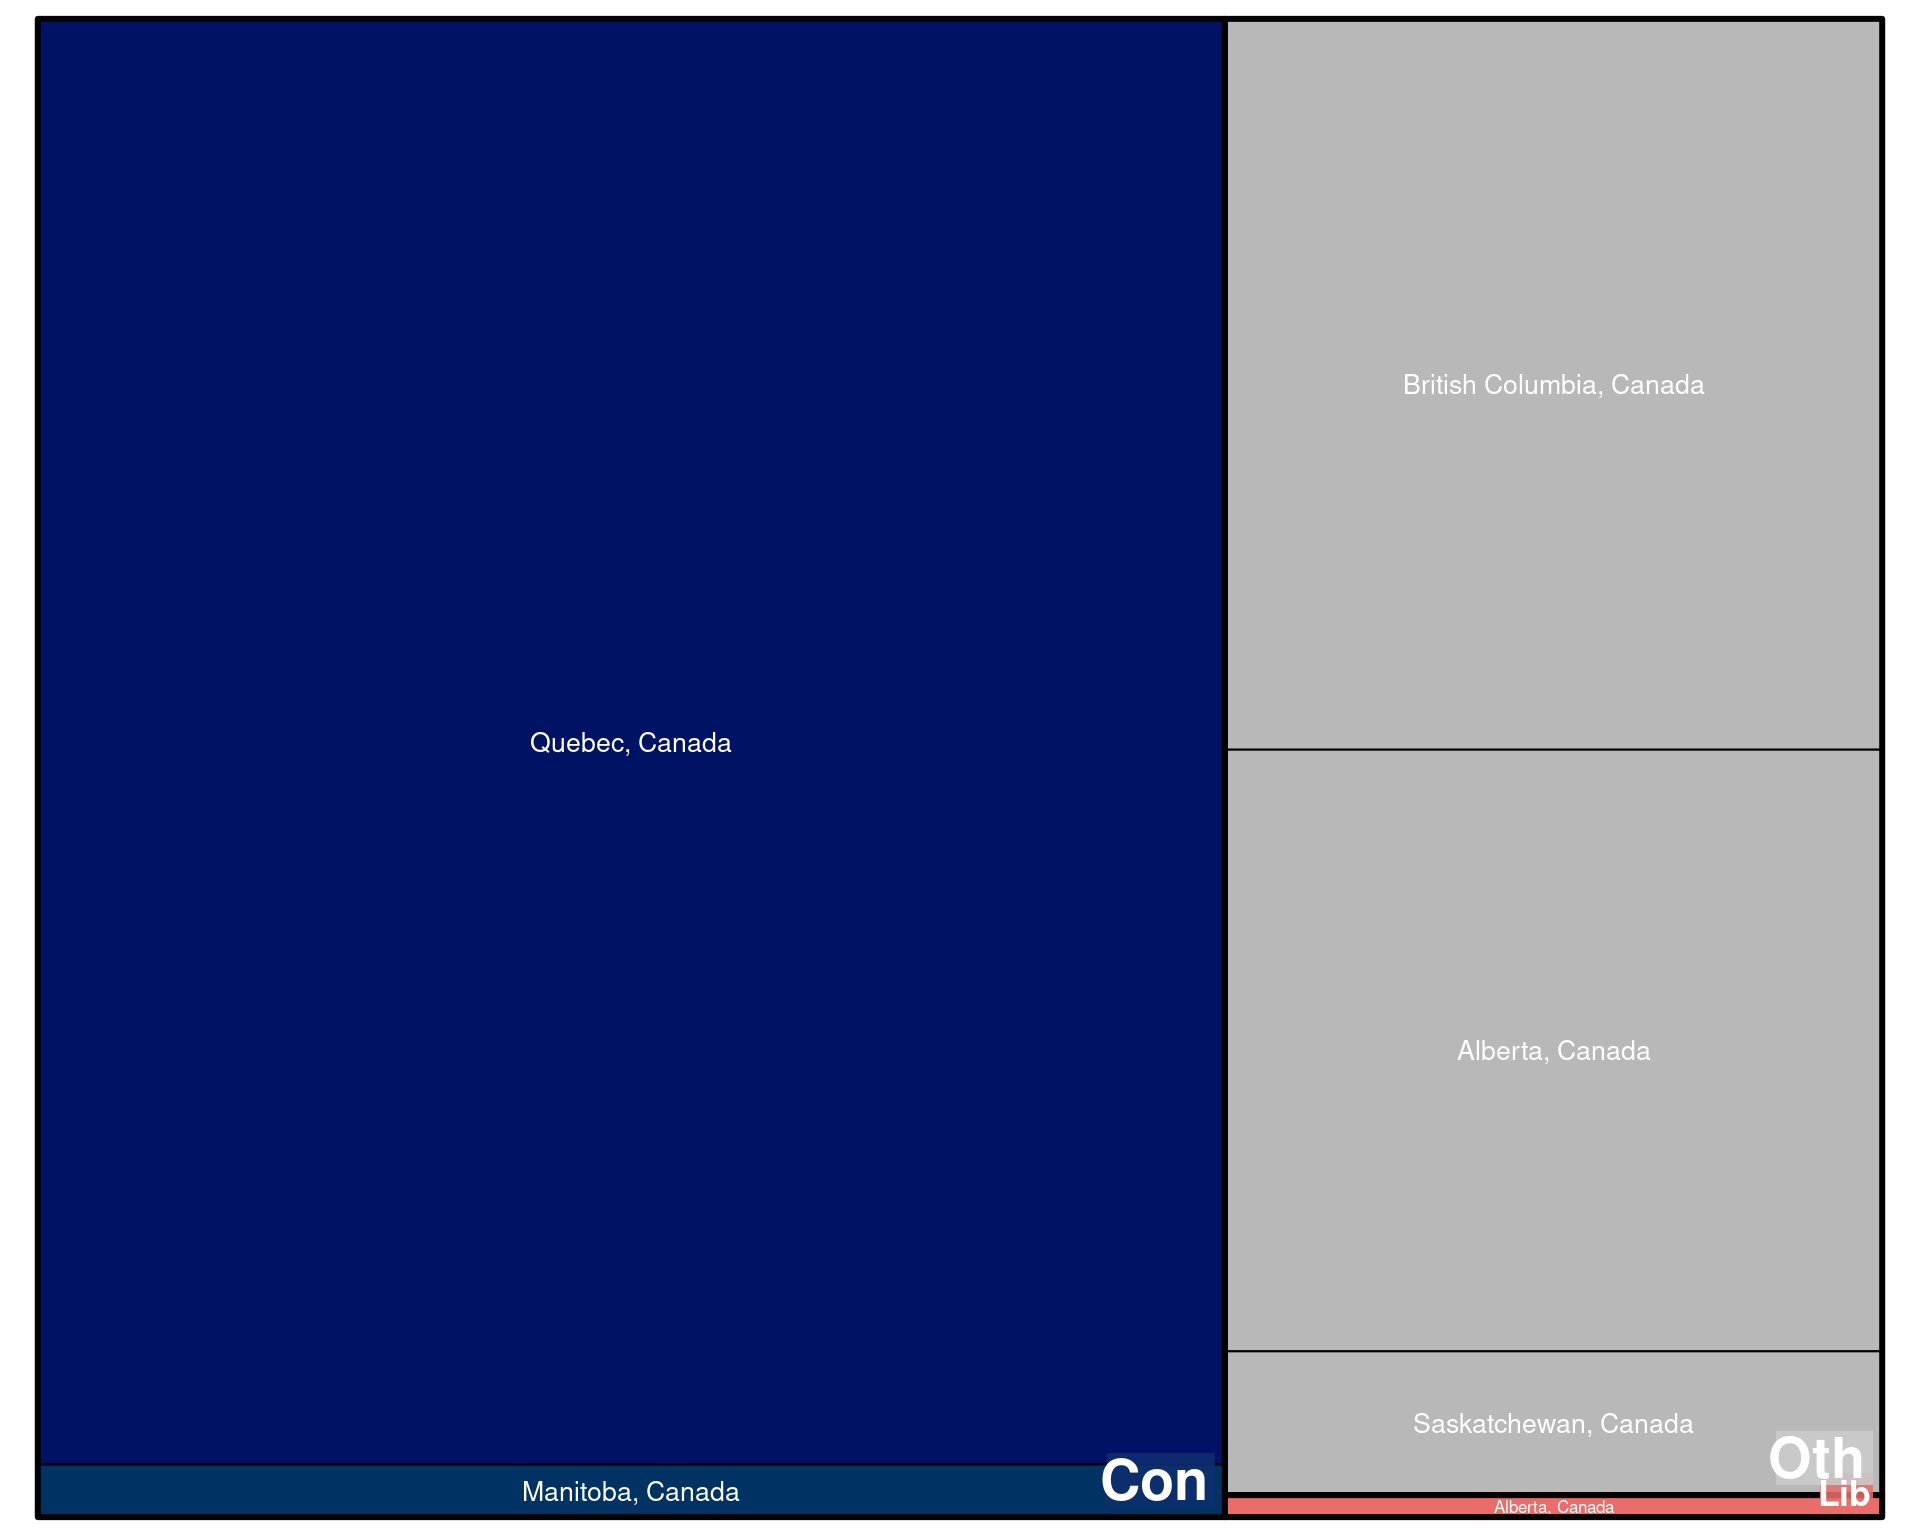 British Columbia, Canada
Quebec, Canada
Alberta, Canada
Saskatchewan, Canada
Oth
Manitoba, Canada
Con
Lib
Alberta, Canada